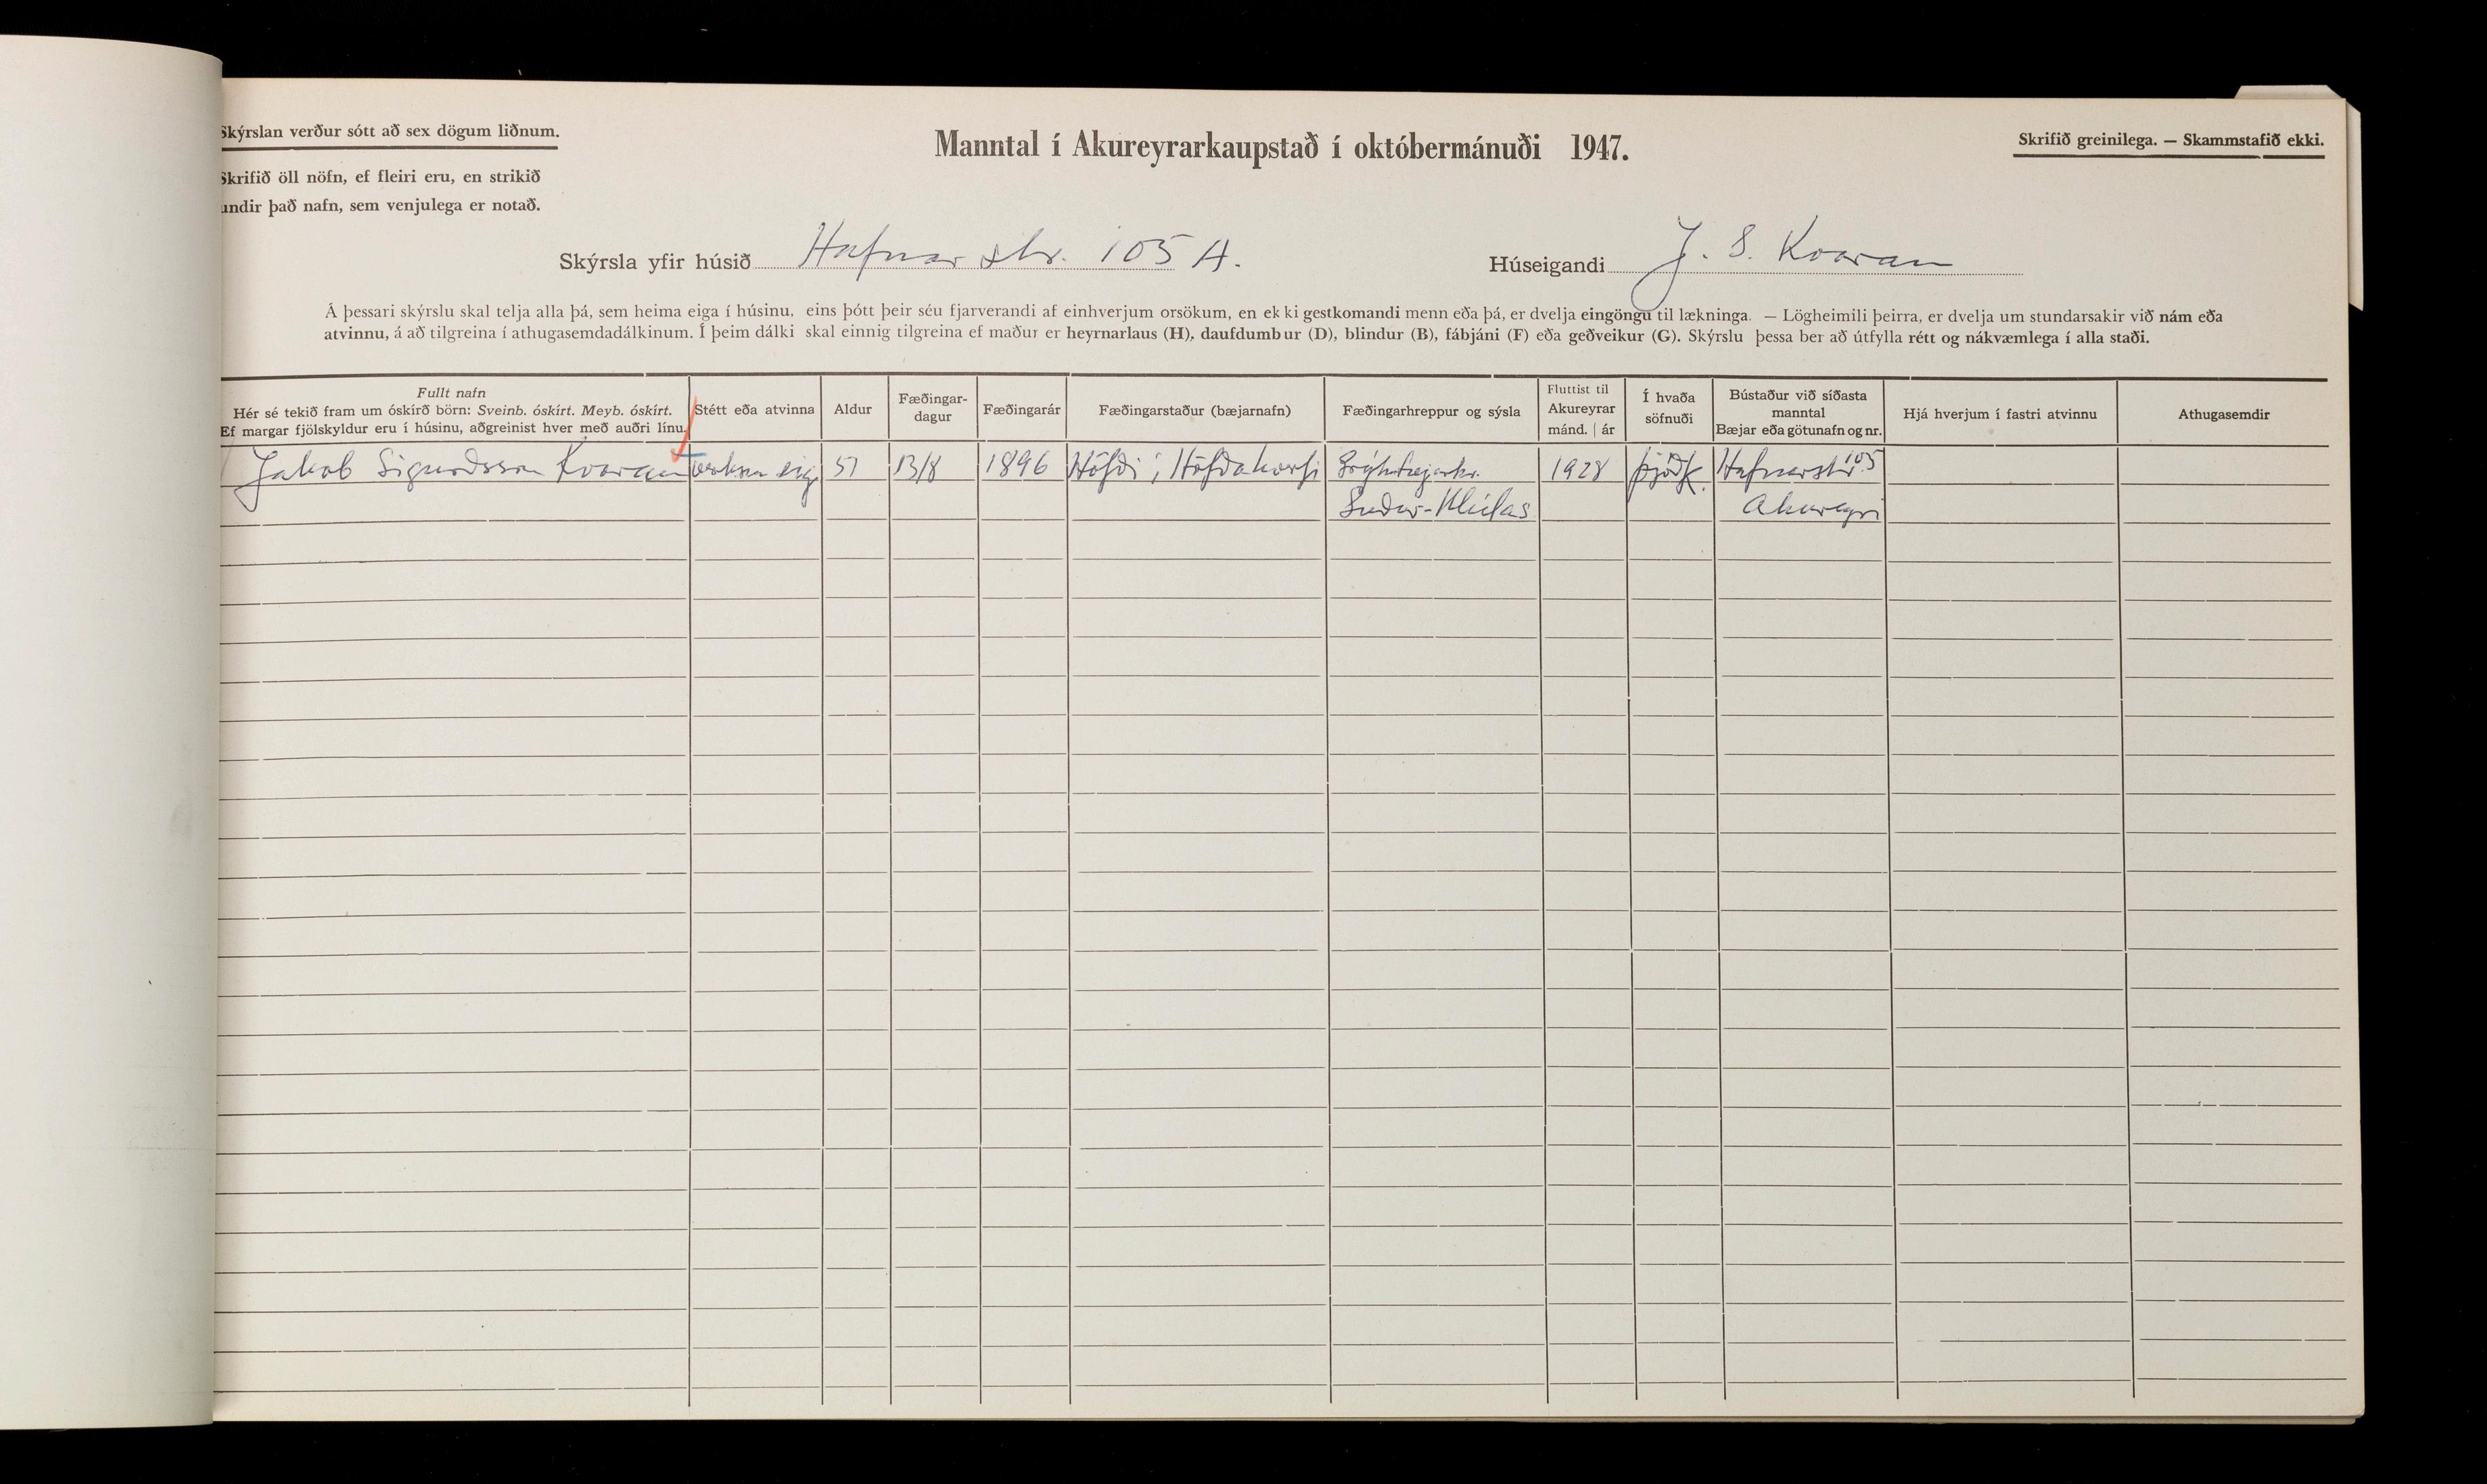 Skýrslan verður sótt að sex dögum liðnum.
Skrifið öll nöfn, ef fleiri eru, en strikið
undir það nafn, sem venjulega er notað.
Manntal í Akureyrarkaupstað í októbermánuði 1947.
Skrifið greinilega. — Skammstafið ekki.
Skýrsla yfir húsið Hafnarstr. 105 A.
Húseigandi J. S. Kvaran
Á þessari skýrslu skal telja alla þá, sem heima eiga í húsinu, eins þótt þeir séu fjarverandi af einhverjum orsökum, en ekki gestkomandi menn eða þá, er dvelja eingöngu til lækninga. — Lögheimili þeirra, er dvelja um stundarsakir við nám eða
atvinnu, á að tilgreina í athugasemdadálkinum. Í þeim dálki skal einnig tilgreina ef maður er heyrnarlaus (H), daufdumbur (D), blindur (B), fábjáni (F) eða geðveikur (G). Skýrslu þessa ber að útfylla rétt og nákvæmlega í alla staði.
Fullt nafn
Hér sé tekið fram um óskírð börn: Sveinb. óskírt. Meyb. óskírt.
Ef margar fjölskyldur eru í húsinu, aðgreinist hver með auðri línu.
Stétt eða atvinna
Aldur
Fæðingar-
dagur
Fæðingarár
Fæðingarstaður (bæjarnafn)
Fæðingarhreppur og sýsla
Fluttist til
Akureyrar
mánd. | ár
Í hvaða
söfnuði
Bústaður við síðasta
manntal
Bæjar eða götunafn og nr.
Hjá hverjum í fastri atvinnu
Athugasemdir
Jakob Sigurðsson Kvaran verksm eig 51 13/8 1896 Höfði í Höfðahverfi 1928 þjóðk. Hafnarstr 105
Suður-Múlas Akureyri